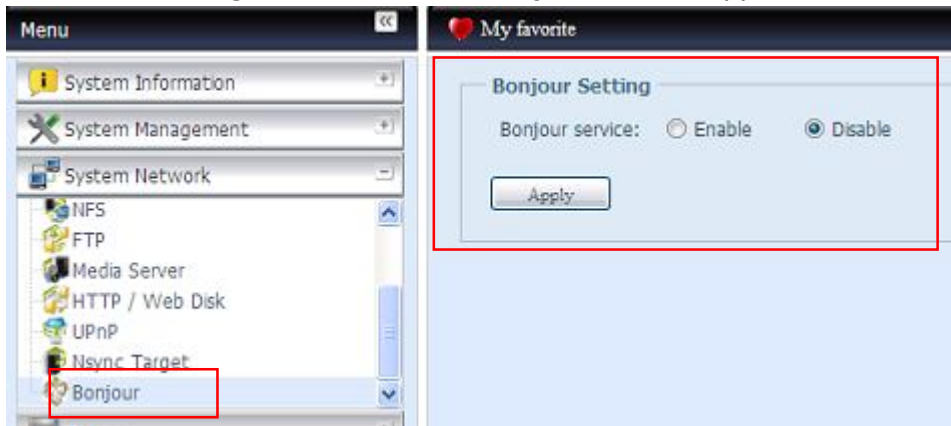 Menu
My favorite
System Information
System Management
System Network
NFS
FTP
Media Server
HTTP / Web Disk
UPnP
Nsync Target
Bonjour
Bonjour Setting
Bonjour service: Enable Disable
Apply